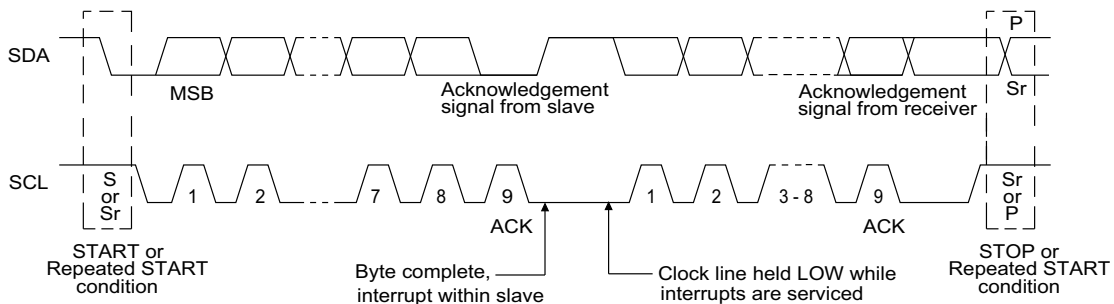 P
SDA
MSB
Acknowledgement
signal from slave
Acknowledgement
signal from receiver
Sr
SCL
S
or
Sr
1
2
7
8
9
1
2
3 - 8
9
Sr
or
P
ACK
ACK
START or
Repeated START
condition
Byte complete,
interrupt within slave
Clock line held LOW while
interrupts are serviced
STOP or
Repeated START
condition